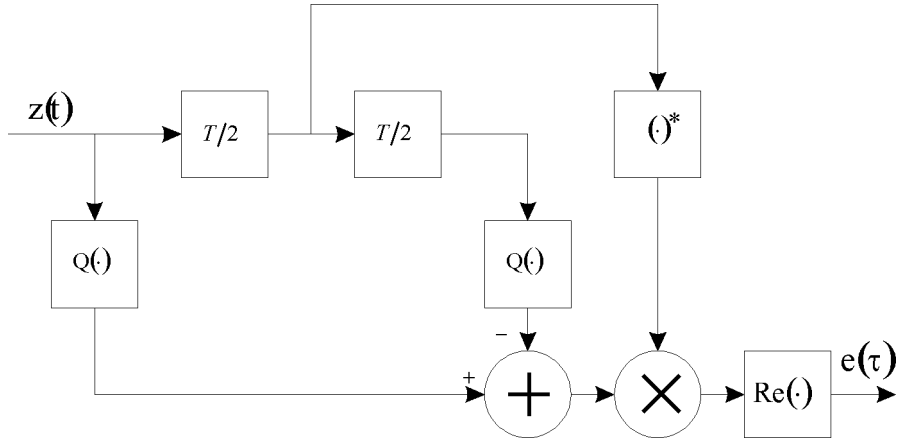 z(t)
T/2
T/2
(·)*
Q(·)
Q(·)
−
+
+
×
Re(·)
e(τ)